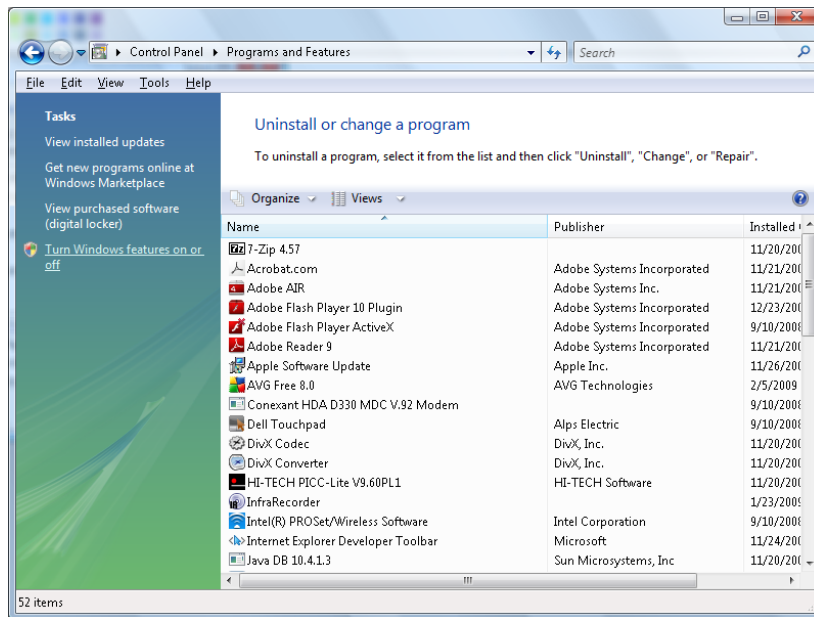 Control Panel ▸ Programs and Features
Search
File Edit View Tools Help
Tasks
View installed updates
Get new programs online at
Windows Marketplace
View purchased software
(digital locker)
Turn Windows features on or
off
Uninstall or change a program
To uninstall a program, select it from the list and then click "Uninstall", "Change", or "Repair".
Organize Views
Name Publisher Installed
7-Zip 4.57 11/20/200
Acrobat.com Adobe Systems Incorporated 11/21/200
Adobe AIR Adobe Systems Inc. 11/21/200
Adobe Flash Player 10 Plugin Adobe Systems Incorporated 12/23/200
Adobe Flash Player ActiveX Adobe Systems Incorporated 9/10/2008
Adobe Reader 9 Adobe Systems Incorporated 11/21/200
Apple Software Update Apple Inc. 11/26/200
AVG Free 8.0 AVG Technologies 2/5/2009
Conexant HDA D330 MDC V.92 Modem 9/10/2008
Dell Touchpad Alps Electric 9/10/2008
DivX Codec DivX, Inc. 11/20/200
DivX Converter DivX, Inc. 11/20/200
HI-TECH PICC-Lite V9.60PL1 HI-TECH Software 11/20/200
InfraRecorder 1/23/2009
Intel(R) PROSet/Wireless Software Intel Corporation 9/10/2008
Internet Explorer Developer Toolbar Microsoft 11/24/200
Java DB 10.4.1.3 Sun Microsystems, Inc 11/20/200
52 items